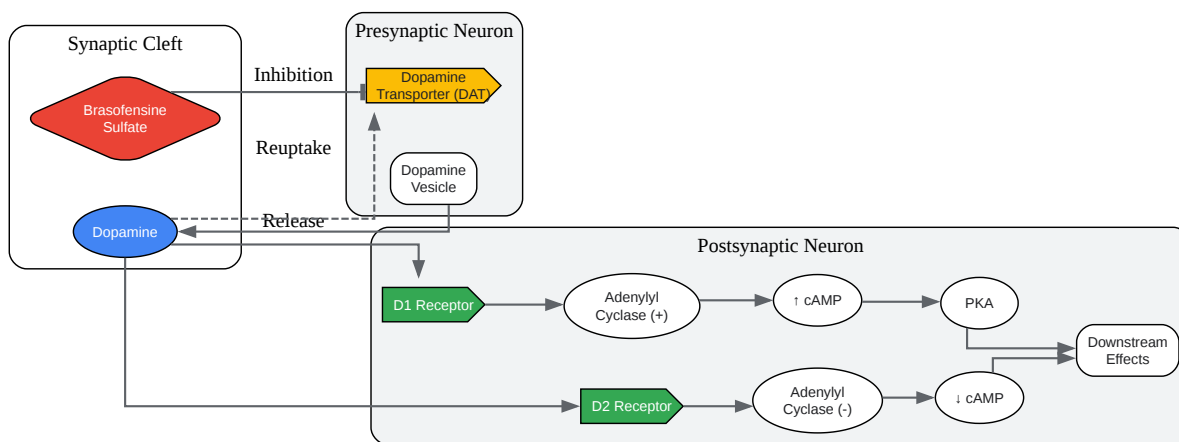 Synaptic Cleft
Presynaptic Neuron
Inhibition
Dopamine
Transporter (DAT)
Brasofensine
Sulfate
Reuptake
Dopamine
Vesicle
Release
Dopamine
Postsynaptic Neuron
D1 Receptor
Adenylyl
Cyclase (+)
↑ cAMP
PKA
Downstream
Effects
D2 Receptor
Adenylyl
Cyclase (-)
↓ cAMP